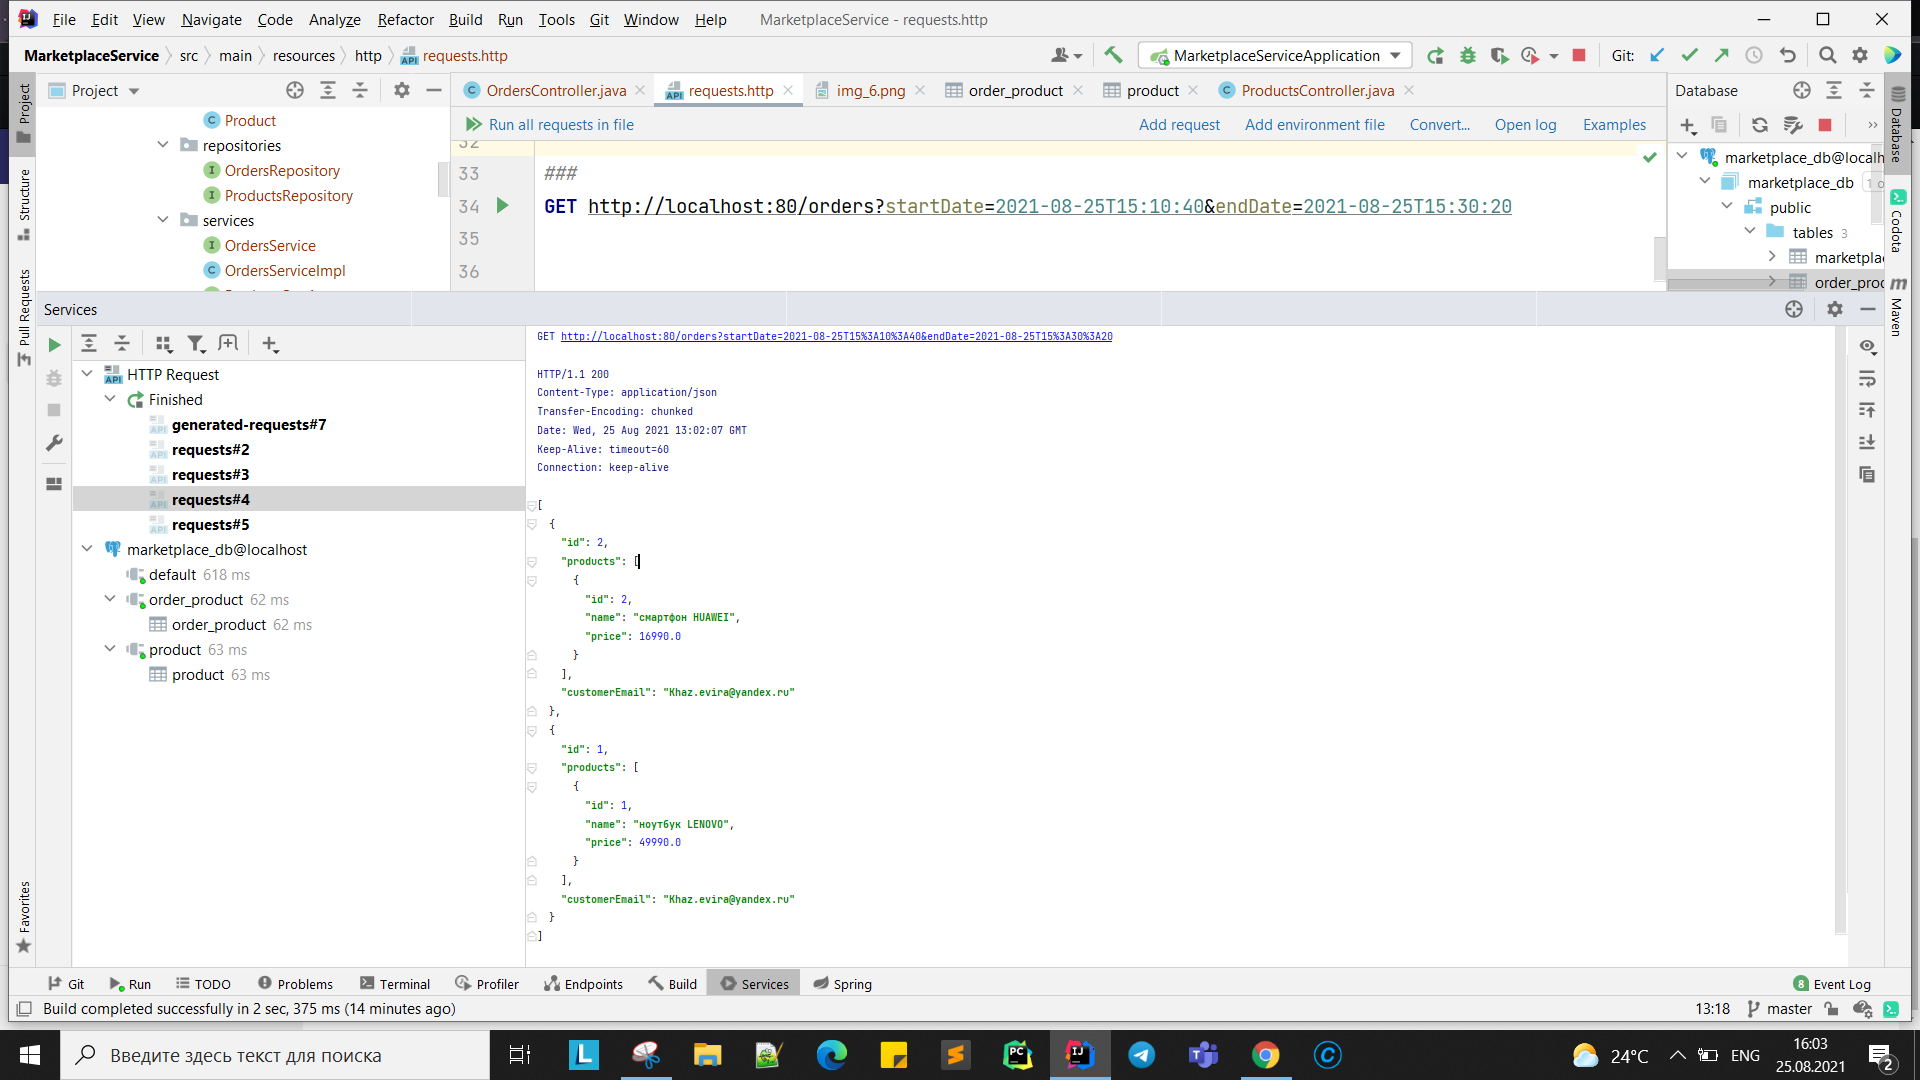 File Edit View Navigate Code Analyze Refactor Build Run Tools Git Window Help MarketplaceService - requests.http
MarketplaceService src main resources http requests.http MarketplaceServiceApplication Git:
Project OrdersController.java requests.http img_6.png order_product product ProductsController.java Database
Run all requests in file Add request Add environment file Convert... Open log Examples
Product
repositories
OrdersRepository
ProductsRepository
services
OrdersService
OrdersServiceImpl
32
33 ###
34 GET http://localhost:80/orders?startDate=2021-08-25T15:10:40&endDate=2021-08-25T15:30:20
35
36
marketplace_db@localh
marketplace_db
public
tables 3
marketplac
order_proc
Project
Structure
Pull Requests
Favorites
Database
Codota
Maven
Services
HTTP Request
Finished
generated-requests#7
requests#2
requests#3
requests#4
requests#5
marketplace_db@localhost
default 618 ms
order_product 62 ms
order_product 62 ms
product 63 ms
product 63 ms
GET http://localhost:80/orders?startDate=2021-08-25T15%3A10%3A40&endDate=2021-08-25T15%3A30%3A20
HTTP/1.1 200
Content-Type: application/json
Transfer-Encoding: chunked
Date: Wed, 25 Aug 2021 13:02:07 GMT
Keep-Alive: timeout=60
Connection: keep-alive
[
{
"id": 2,
"products": [
{
"id": 2,
"name": "смартфон HUAWEI",
"price": 16990.0
}
],
"customerEmail": "Khaz.evira@yandex.ru"
},
{
"id": 1,
"products": [
{
"id": 1,
"name": "ноутбук LENOVO",
"price": 49990.0
}
],
"customerEmail": "Khaz.evira@yandex.ru"
}
]
Git Run TODO Problems Terminal Profiler Endpoints Build Services Spring 8 Event Log
Build completed successfully in 2 sec, 375 ms (14 minutes ago) 13:18 master
Введите здесь текст для поиска 24°C ENG 16:03
25.08.2021 2